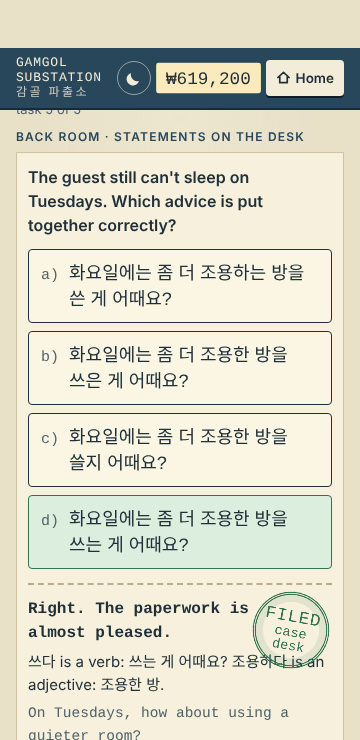 GAMGOL
SUBSTATION
감골 파출소
₩619,200
Home
task 5 of 5
BACK ROOM · STATEMENTS ON THE DESK
The guest still can't sleep on
Tuesdays. Which advice is put
together correctly?
a) 화요일에는 좀 더 조용하는 방을
쓴 게 어때요?
b) 화요일에는 좀 더 조용한 방을
쓰은 게 어때요?
c) 화요일에는 좀 더 조용한 방을
쓸지 어때요?
d) 화요일에는 좀 더 조용한 방을
쓰는 게 어때요?
Right. The paperwork is
almost pleased.
FILED
case
desk
쓰다 is a verb: 쓰는 게 어때요? 조용하다 is an
adjective: 조용한 방.
On Tuesdays, how about using a
quieter room?